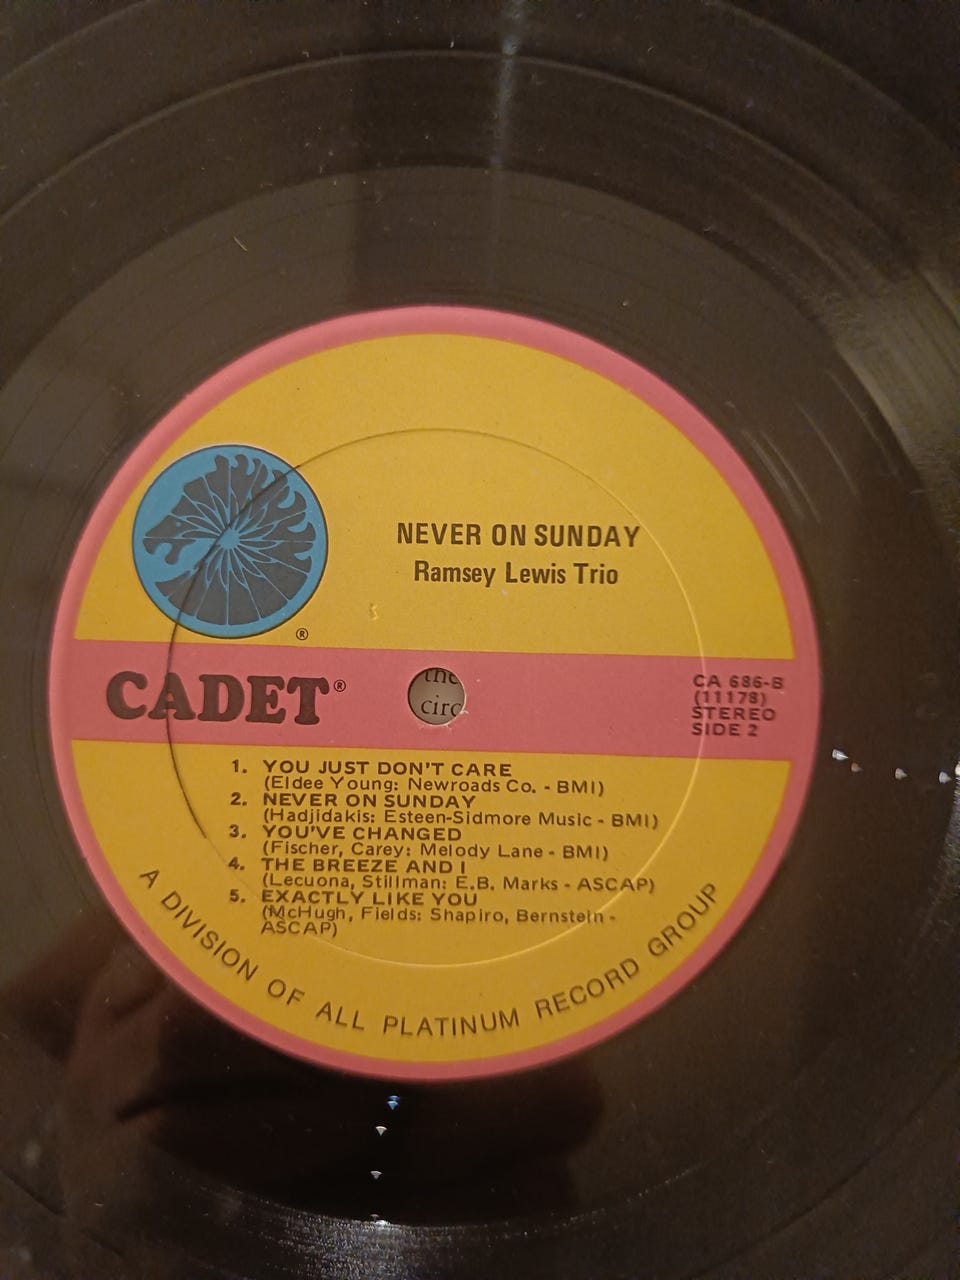 NEVER ON SUNDAY
Ramsey Lewis Trio
®
CADET®
the
circ
CA 686-B
(11178)
STEREO
SIDE 2
1. YOU JUST DON'T CARE
(Eldee Young: Newroads Co. - BMI)
2. NEVER ON SUNDAY
(Hadjidakis: Esteen-Sidmore Music - BMI)
3. YOU'VE CHANGED
(Fischer, Carey: Melody Lane - BMI)
4. THE BREEZE AND I
(Lecuona, Stillman: E.B. Marks - ASCAP)
5. EXACTLY LIKE YOU
(McHugh, Fields: Shapiro, Bernstein -
ASCAP)
A DIVISION OF ALL PLATINUM RECORD GROUP